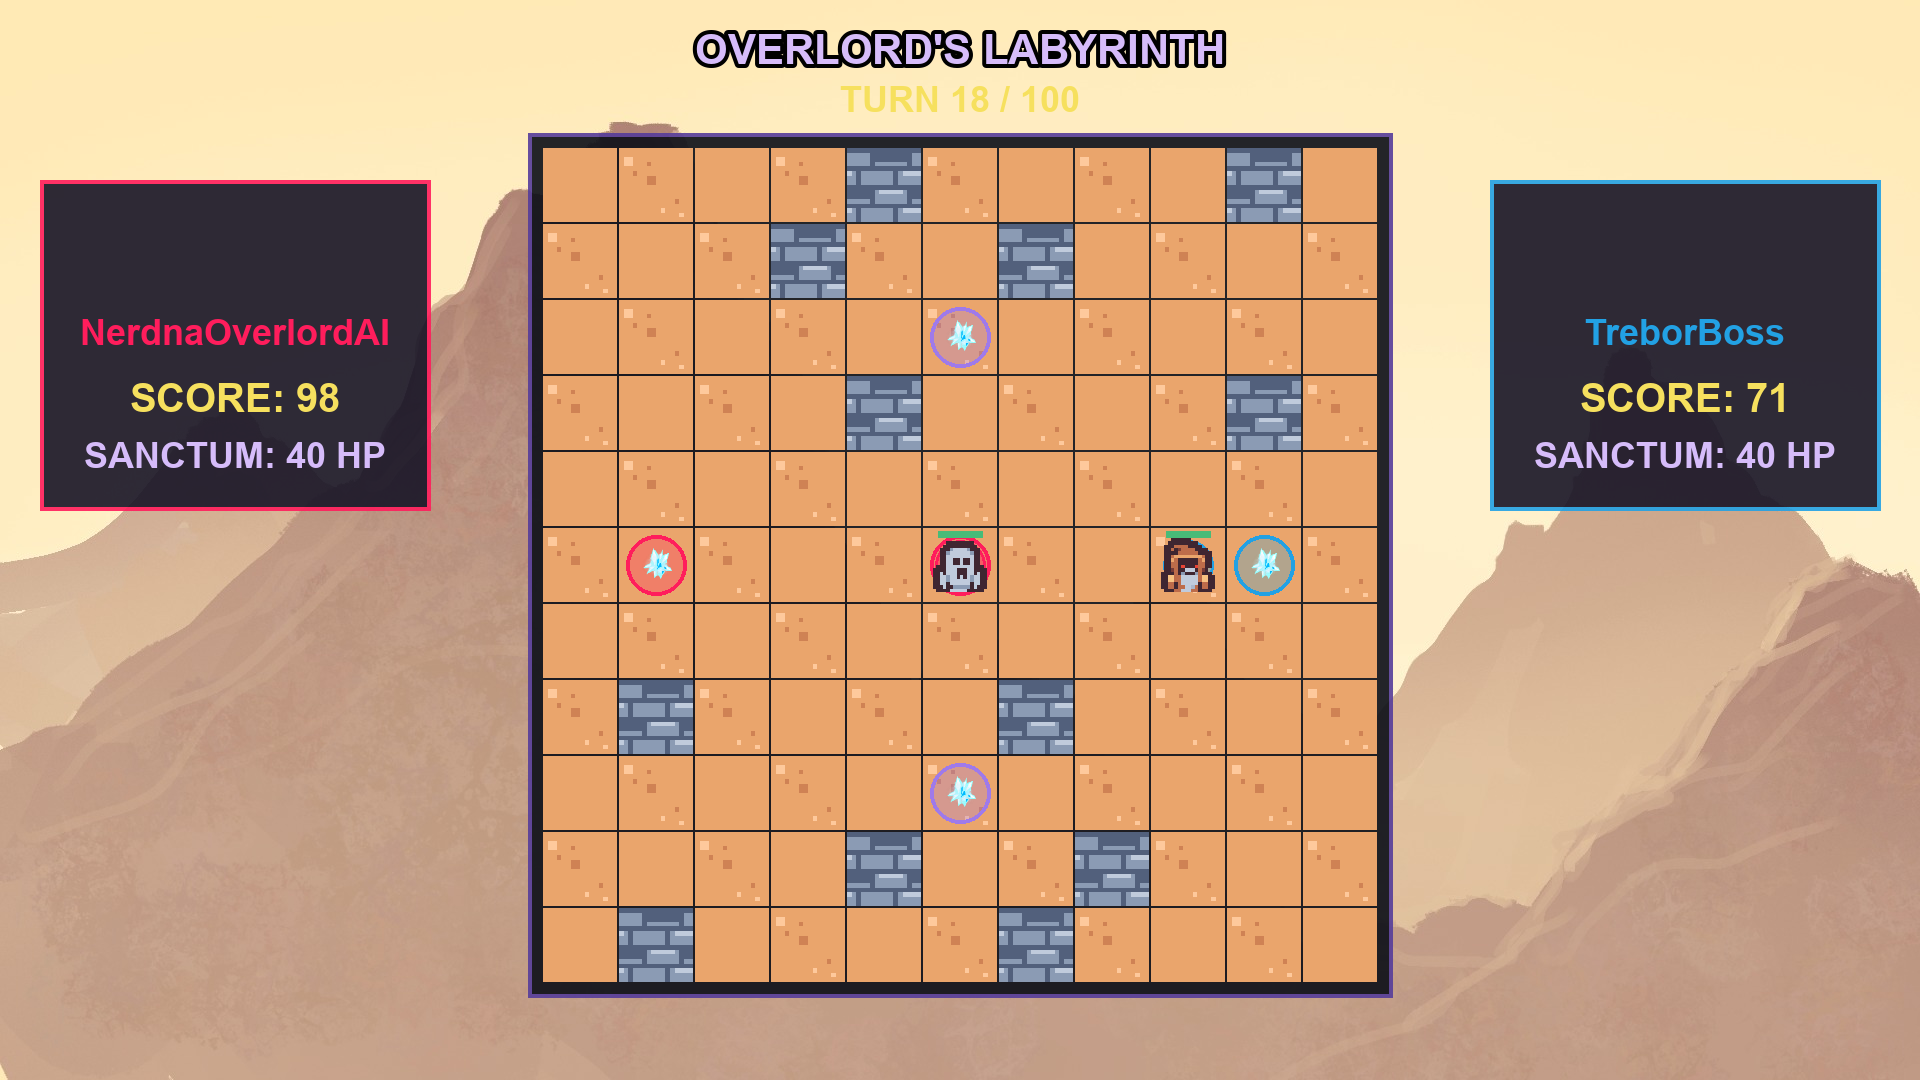 OVERLORD'S LABYRINTH
TURN 18 / 100
NerdnaOverlordAI
SCORE: 98
SANCTUM: 40 HP
TreborBoss
SCORE: 71
SANCTUM: 40 HP